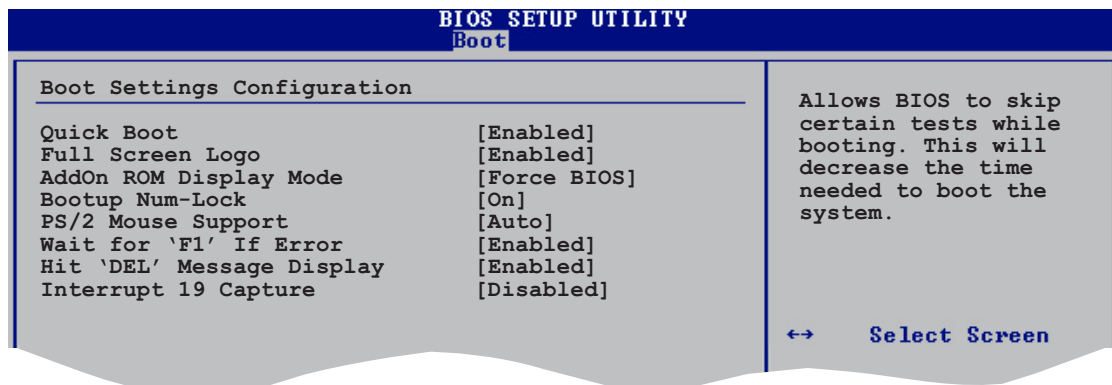 BIOS SETUP UTILITY
Boot
Boot Settings Configuration
Quick Boot [Enabled]
Full Screen Logo [Enabled]
AddOn ROM Display Mode [Force BIOS]
Bootup Num-Lock [On]
PS/2 Mouse Support [Auto]
Wait for ‘F1’ If Error [Enabled]
Hit ‘DEL’ Message Display [Enabled]
Interrupt 19 Capture [Disabled]
Allows BIOS to skip
certain tests while
booting. This will
decrease the time
needed to boot the
system.
←→ Select Screen